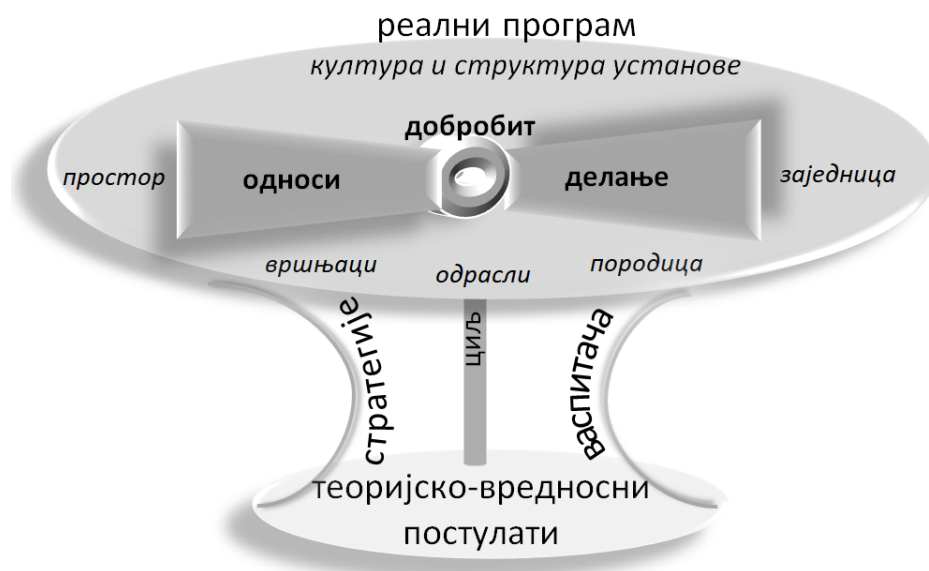 реални програм
култура и структура установе
добробит
простор
односи
делање
заједница
вршњаци
одрасли
породица
стратегије
циљ
васпитача
теоријско-вредносни
постулати